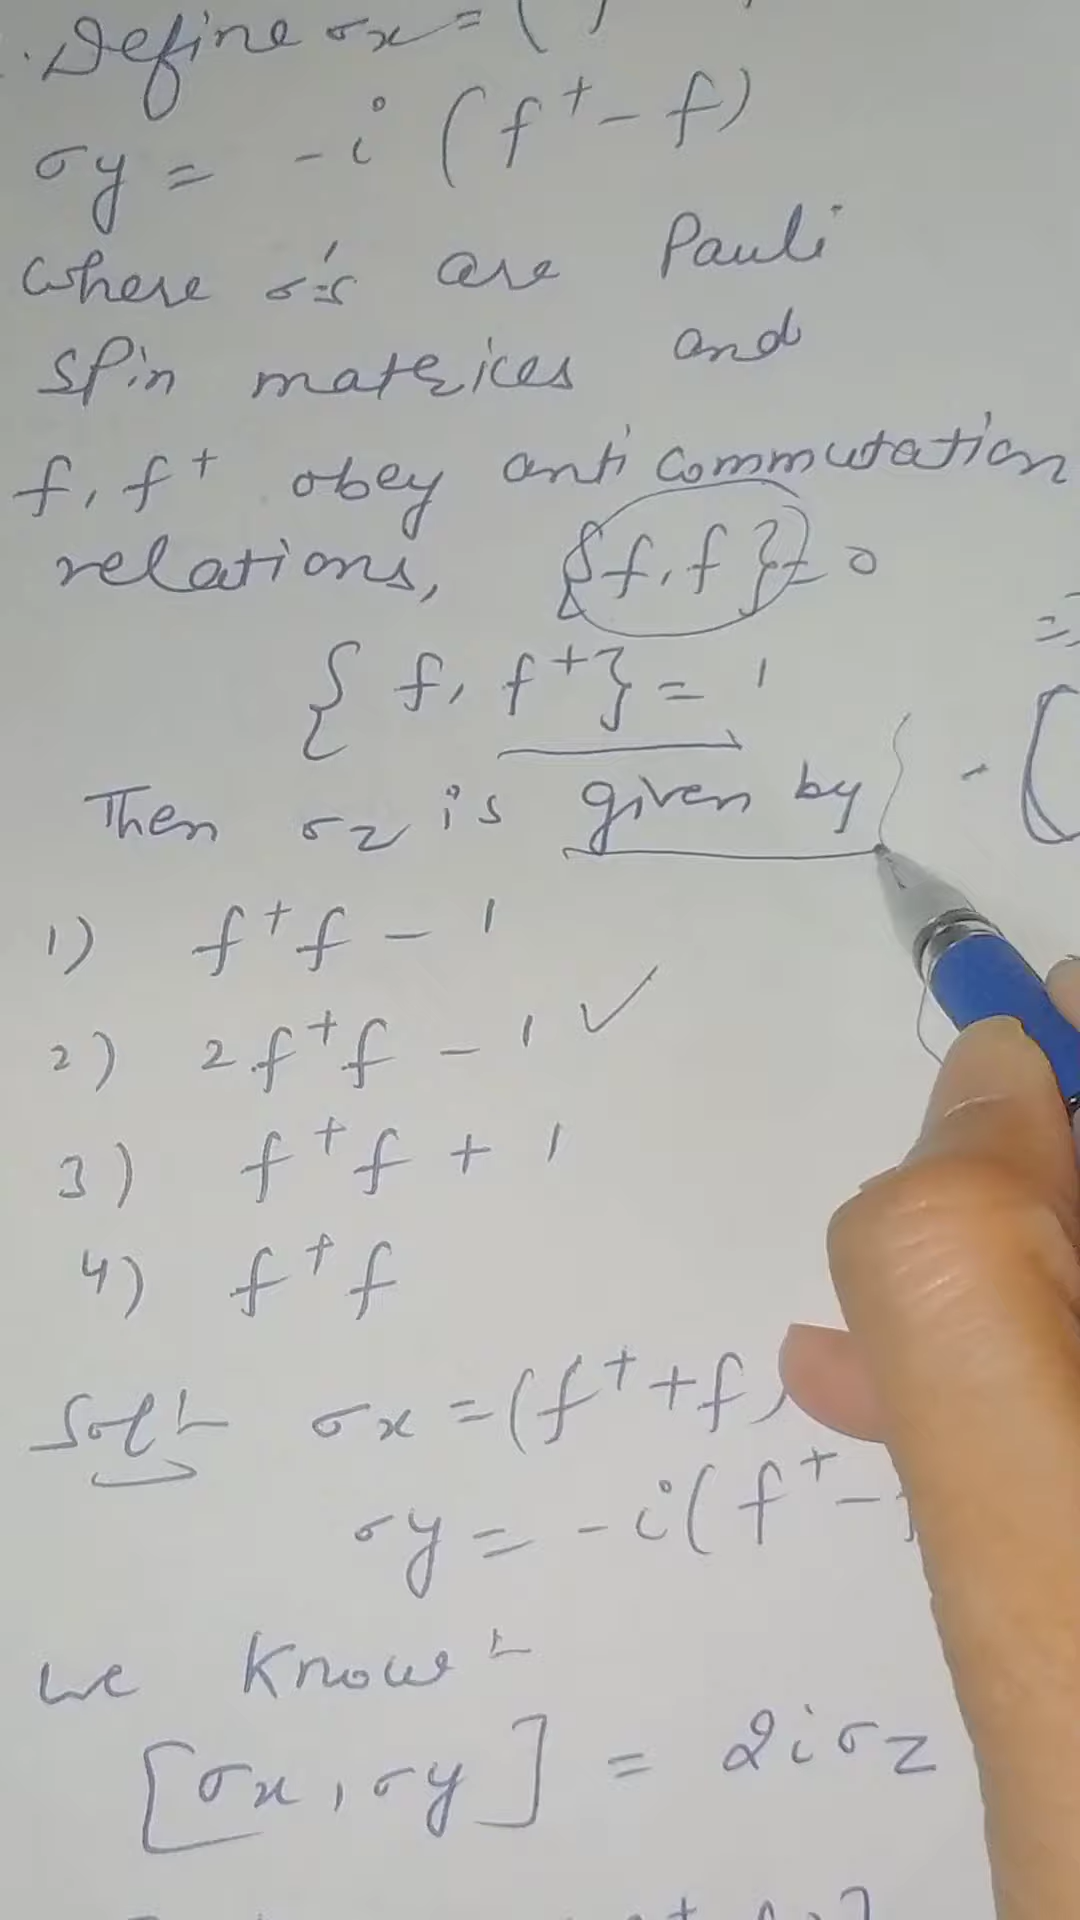 Define σx = (
σy = -i (f⁺ - f)
where σ's are Pauli
spin matrices and
f, f⁺ obey anti commutation
relations, {f, f} = 0
{f, f⁺} = 1
Then σz is given by
1) f⁺f - 1
2) 2f⁺f - 1 ✓
3) f⁺f + 1
4) f⁺f
Sol:- σx = (f⁺ + f)
σy = -i(f⁺ -
we know:-
[σx, σy] = 2iσz